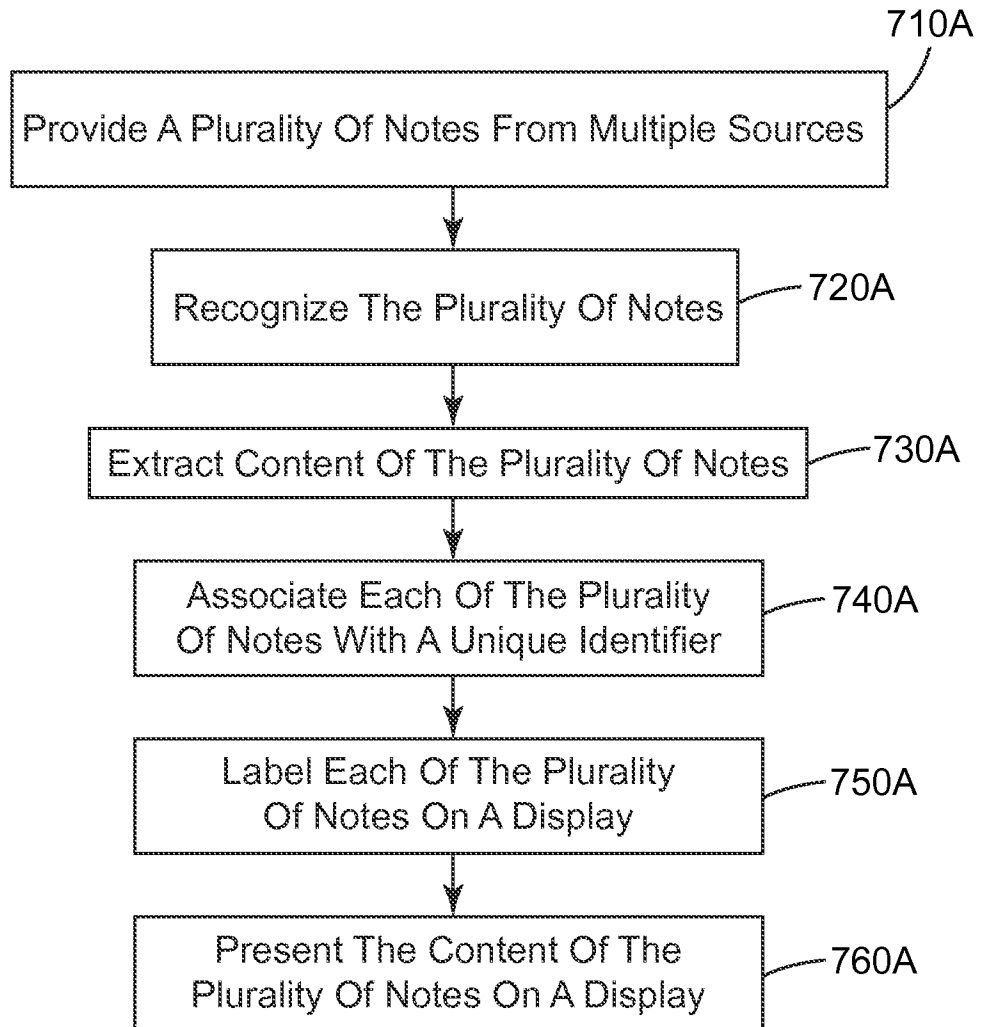 710A
Provide A Plurality Of Notes From Multiple Sources
720A
Recognize The Plurality Of Notes
730A
Extract Content Of The Plurality Of Notes
740A
Associate Each Of The Plurality
Of Notes With A Unique Identifier
750A
Label Each Of The Plurality
Of Notes On A Display
760A
Present The Content Of The
Plurality Of Notes On A Display